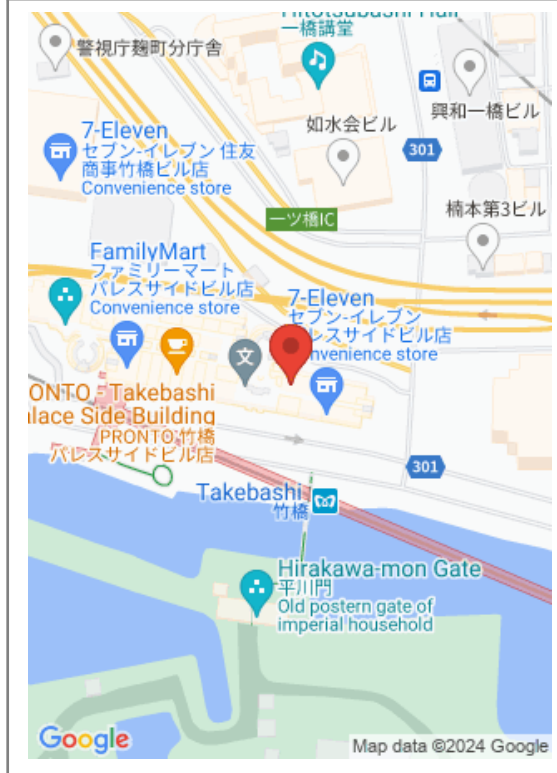 Hitotsubashi Hall
一橋講堂
警視庁麹町分庁舎
興和一橋ビル
7-Eleven
セブン-イレブン 住友
商事竹橋ビル店
Convenience store
如水会ビル
301
楠本第3ビル
一ツ橋IC
FamilyMart
ファミリーマート
パレスサイドビル店
Convenience store
7-Eleven
セブン-イレブン
パレスサイドビル店
Convenience store
文
PRONTO - Takebashi
Palace Side Building
PRONTO 竹橋
パレスサイドビル店
301
Takebashi
竹橋
Hirakawa-mon Gate
平川門
Old postern gate of
imperial household
Google
Map data ©2024 Google